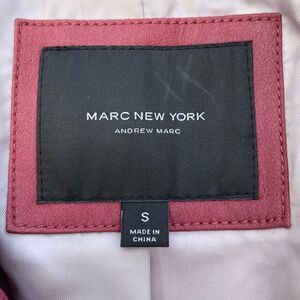 MARC NEW YORK
ANDREW MARC
S
MADE IN
CHINA